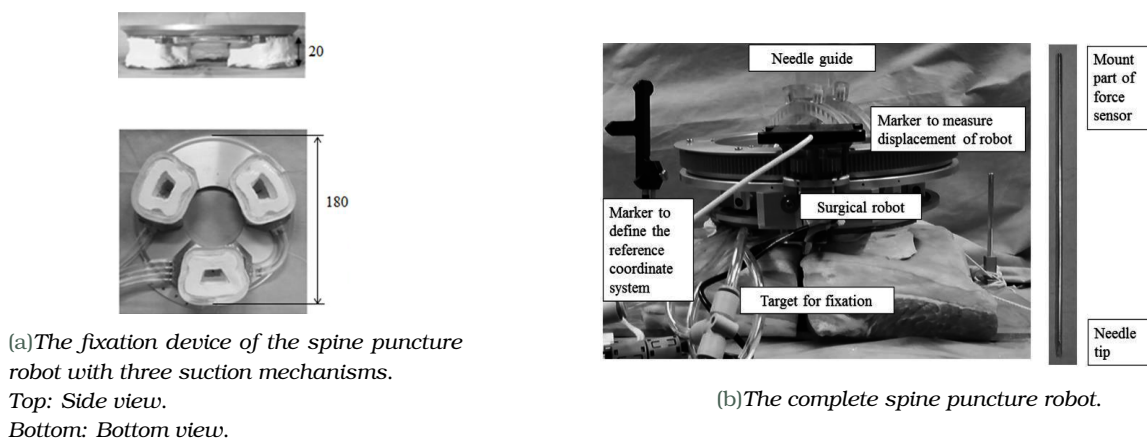 20
180
(a)The fixation device of the spine puncture
robot with three suction mechanisms.
Top: Side view.
Bottom: Bottom view.
Needle guide
Marker to measure
displacement of robot
Surgical robot
Marker to
define the
reference
coordinate
system
Target for fixation
Mount
part of
force
sensor
Needle
tip
(b)The complete spine puncture robot.